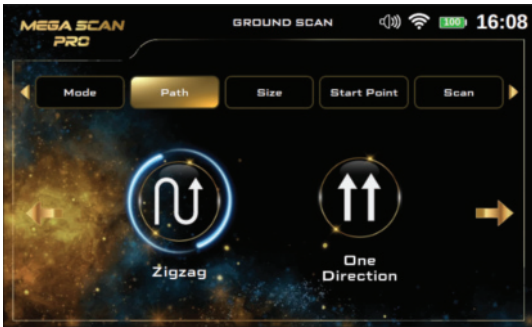 MEGA SCAN
PRO
GROUND SCAN
100
16:08
Mode
Path
Size
Start Point
Scan
Zigzag
One
Direction